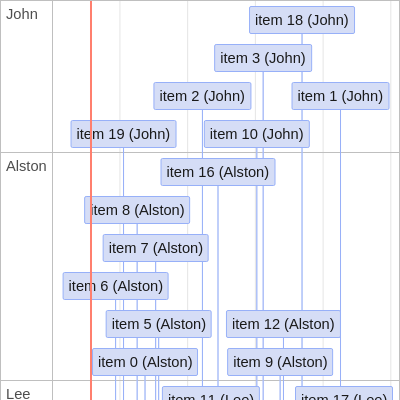 John
item 18 (John)
item 3 (John)
item 2 (John)
item 1 (John)
item 19 (John)
item 10 (John)
Alston
item 16 (Alston)
item 8 (Alston)
item 7 (Alston)
item 6 (Alston)
item 5 (Alston)
item 12 (Alston)
item 0 (Alston)
item 9 (Alston)
Lee
item 11 (Lee)
item 17 (Lee)